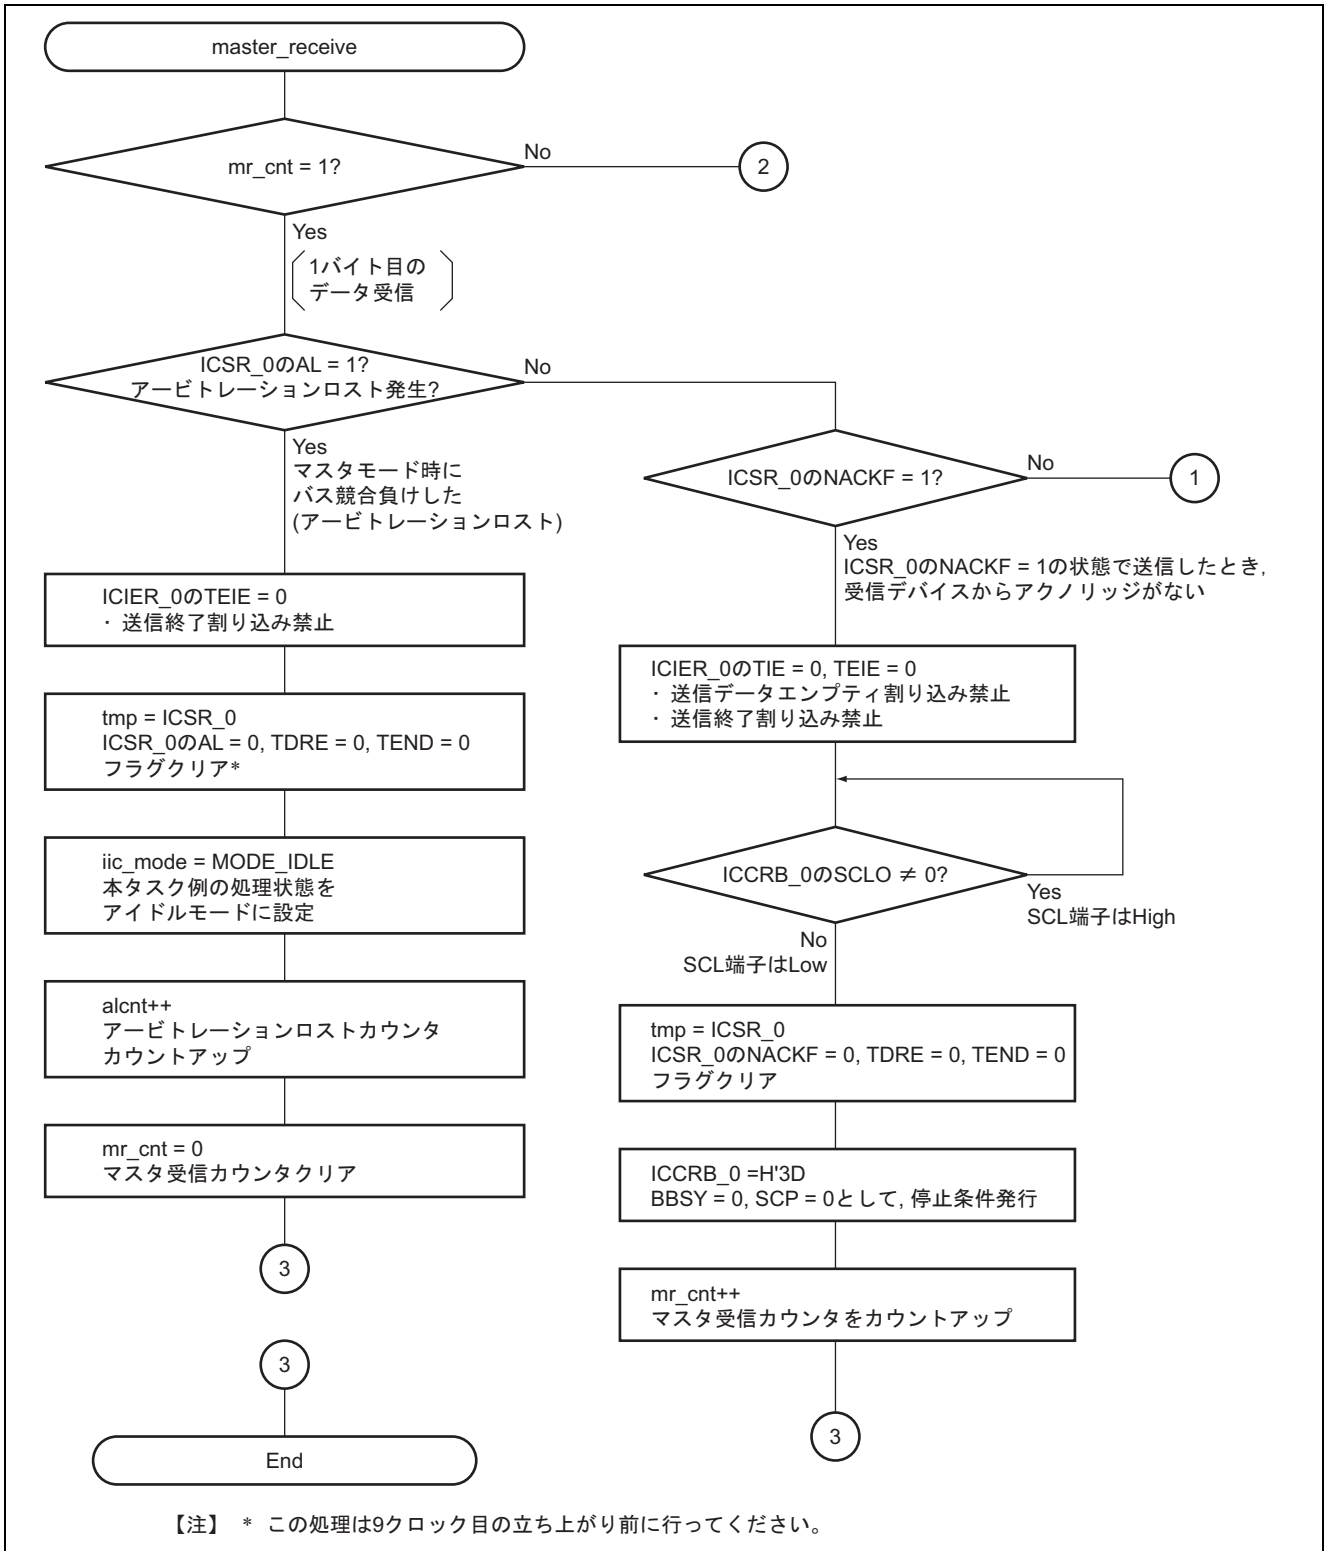 master_receive
mr_cnt = 1?
No
2
Yes
1バイト目の
データ受信
ICSR_0のAL = 1?
アービトレーションロスト発生?
No
Yes
マスタモード時に
バス競合負けした
(アービトレーションロスト)
ICSR_0のNACKF = 1?
No
1
Yes
ICSR_0のNACKF = 1の状態で送信したとき,
受信デバイスからアクノリッジがない
ICIER_0のTEIE = 0
・送信終了割り込み禁止
tmp = ICSR_0
ICSR_0のAL = 0, TDRE = 0, TEND = 0
フラグクリア*
iic_mode = MODE_IDLE
本タスク例の処理状態を
アイドルモードに設定
alcnt++
アービトレーションロストカウンタ
カウントアップ
mr_cnt = 0
マスタ受信カウンタクリア
3
3
End
ICIER_0のTIE = 0, TEIE = 0
・送信データエンプティ割り込み禁止
・送信終了割り込み禁止
ICCRB_0のSCLO ≠ 0?
Yes
SCL端子はHigh
No
SCL端子はLow
tmp = ICSR_0
ICSR_0のNACKF = 0, TDRE = 0, TEND = 0
フラグクリア
ICCRB_0 =H'3D
BBSY = 0, SCP = 0として, 停止条件発行
mr_cnt++
マスタ受信カウンタをカウントアップ
3
【注】 * この処理は9クロック目の立ち上がり前に行ってください。